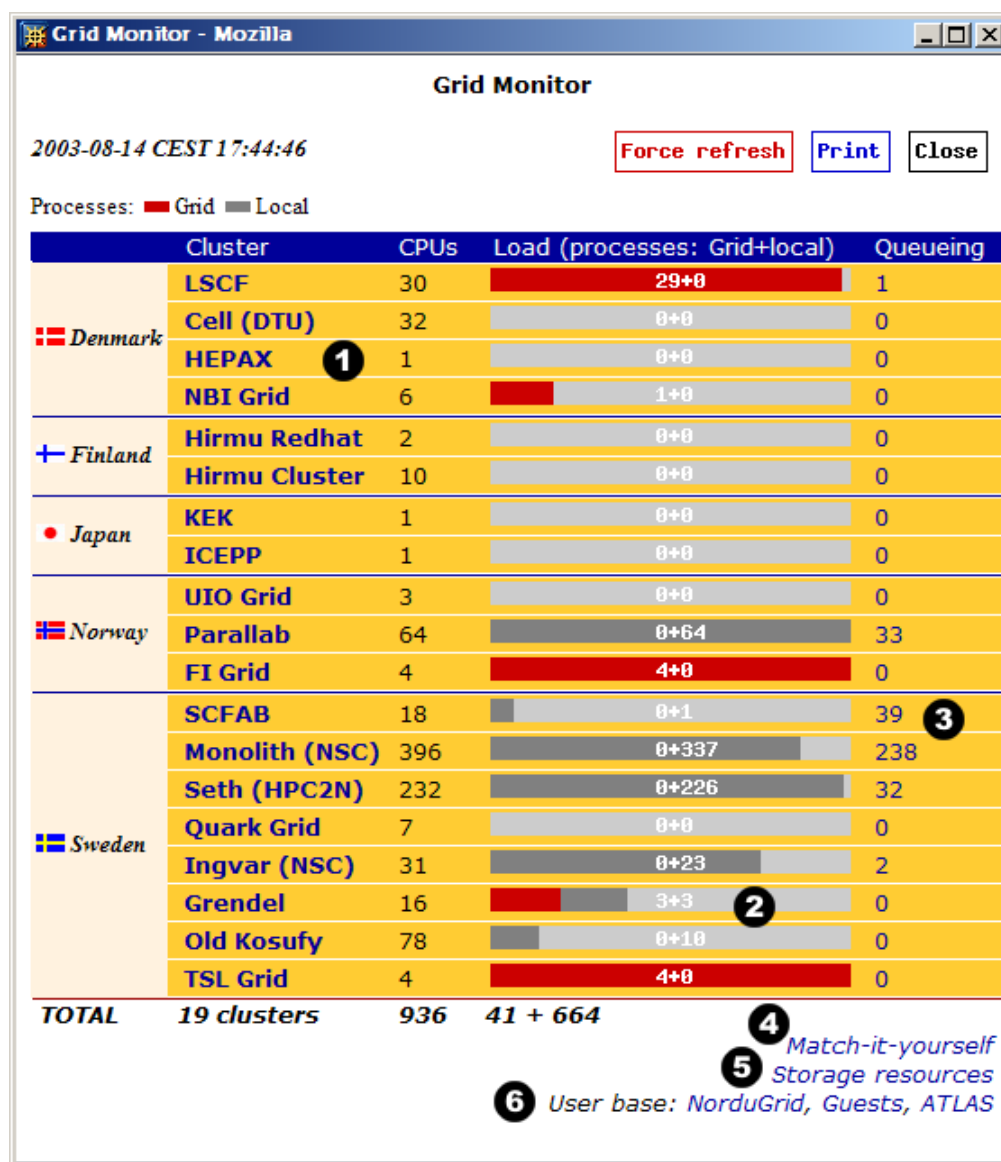 Grid Monitor - Mozilla
Grid Monitor
2003-08-14 CEST 17:44:46 Force refresh Print Close
Processes: Grid Local
Cluster CPUs Load (processes: Grid+local) Queueing
Denmark
LSCF 30 29+0 1
Cell (DTU) 32 0+0 0
HEPAX 1 1 0+0 0
NBI Grid 6 1+0 0
Finland
Hirmu Redhat 2 0+0 0
Hirmu Cluster 10 0+0 0
Japan
KEK 1 0+0 0
ICEPP 1 0+0 0
Norway
UIO Grid 3 0+0 0
Parallab 64 0+64 33
FI Grid 4 4+0 0
Sweden
SCFAB 18 0+1 39 3
Monolith (NSC) 396 0+337 238
Seth (HPC2N) 232 0+226 32
Quark Grid 7 0+0 0
Ingvar (NSC) 31 0+23 2
Grendel 16 3+3 2 0
Old Kosufy 78 0+10 0
TSL Grid 4 4+0 0
TOTAL 19 clusters 936 41 + 664
4 Match-it-yourself
5 Storage resources
6 User base: NorduGrid, Guests, ATLAS